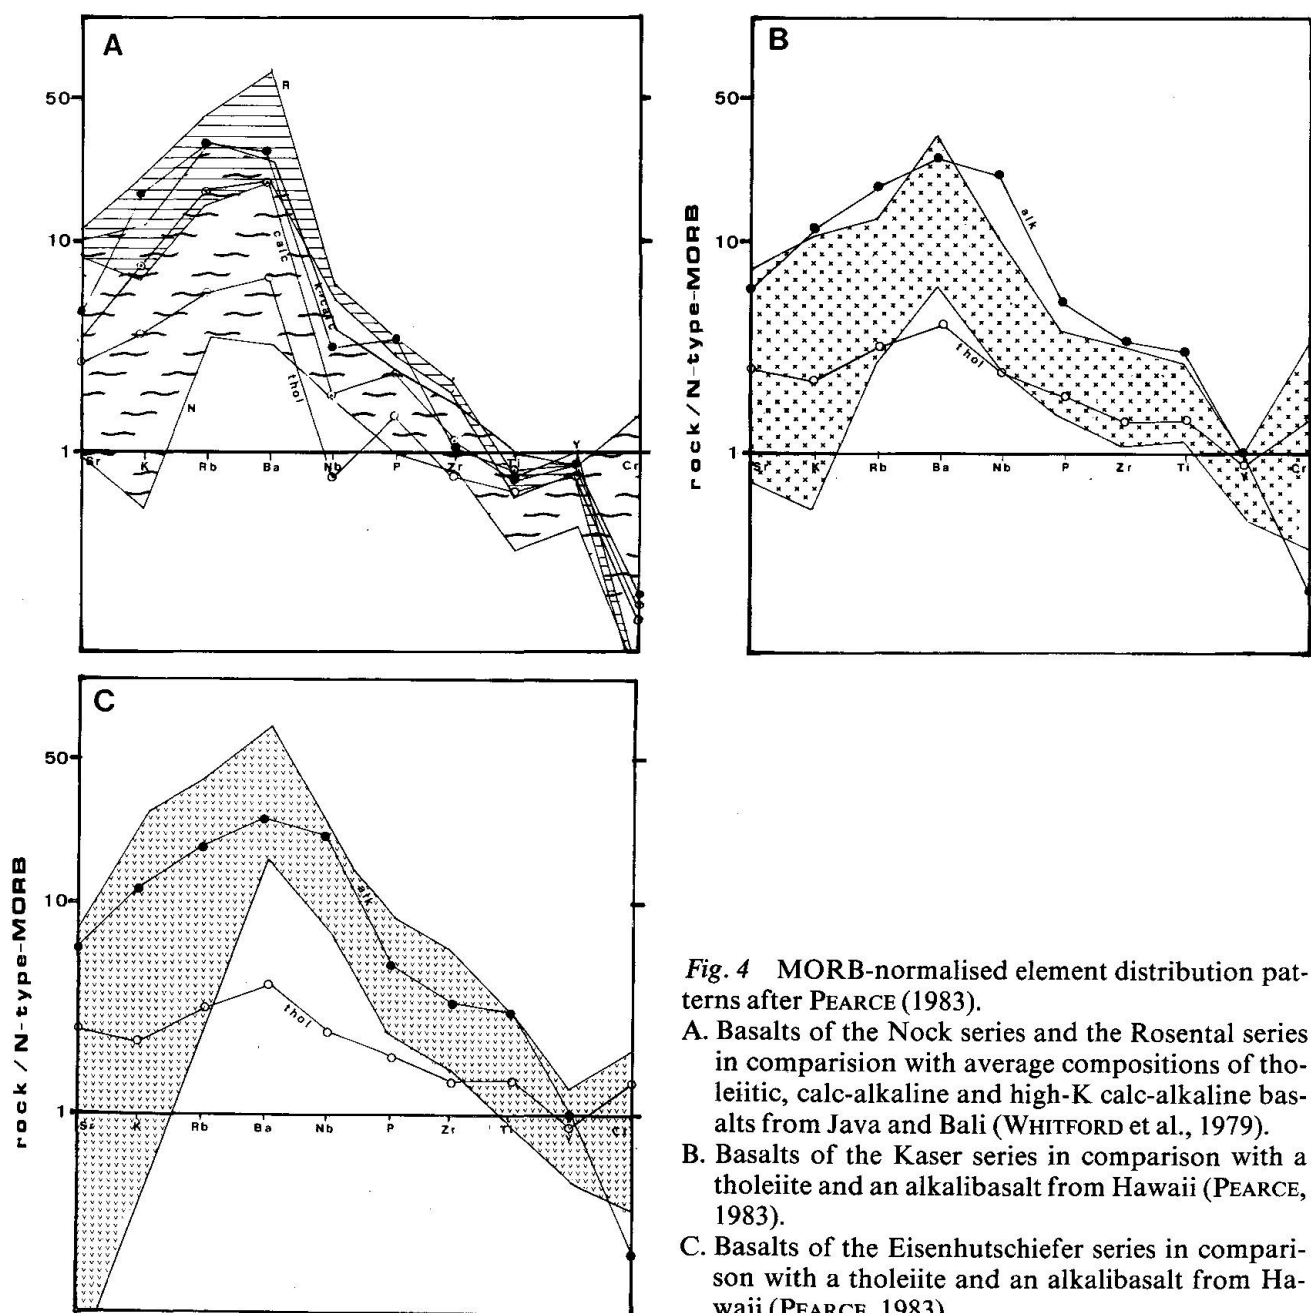 A
50
10
1
R
calc
K-calc
thol
N
Sr K Rb Ba Nb P Zr Ti Y Cr
B
rock/N-type-MORB
50
10
1
alk
thol
Sr K Rb Ba Nb P Zr Ti Y Cr
C
rock/N-type-MORB
50
10
1
alk
thol
Sr K Rb Ba Nb P Zr Ti Y Cr
Fig. 4 MORB-normalised element distribution pat-
terns after PEARCE (1983).
A. Basalts of the Nock series and the Rosental series
in comparision with average compositions of tho-
leiitic, calc-alkaline and high-K calc-alkaline bas-
alts from Java and Bali (WHITFORD et al., 1979).
B. Basalts of the Kaser series in comparison with a
tholeiite and an alkalibasalt from Hawaii (PEARCE,
1983).
C. Basalts of the Eisenhutschiefer series in compari-
son with a tholeiite and an alkalibasalt from Ha-
waii (PEARCE, 1983)